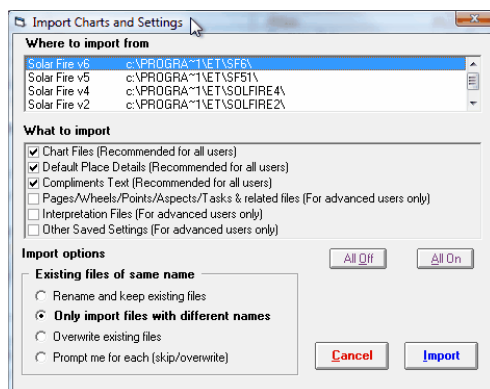 Import Charts and Settings
Where to import from
Solar Fire v6 c:\PROGRA~1\ET\SF6\
Solar Fire v5 c:\PROGRA~1\ET\SF51\
Solar Fire v4 c:\PROGRA~1\ET\SOLFIRE4\
Solar Fire v2 c:\PROGRA~1\ET\SOLFIRE2\
What to import
Chart Files (Recommended for all users)
Default Place Details (Recommended for all users)
Compliments Text (Recommended for all users)
Pages/Wheels/Points/Aspects/Tasks & related files (For advanced users only)
Interpretation Files (For advanced users only)
Other Saved Settings (For advanced users only)
Import options
All Off
All On
Existing files of same name
Rename and keep existing files
Only import files with different names
Overwrite existing files
Prompt me for each (skip/overwrite)
Cancel
Import